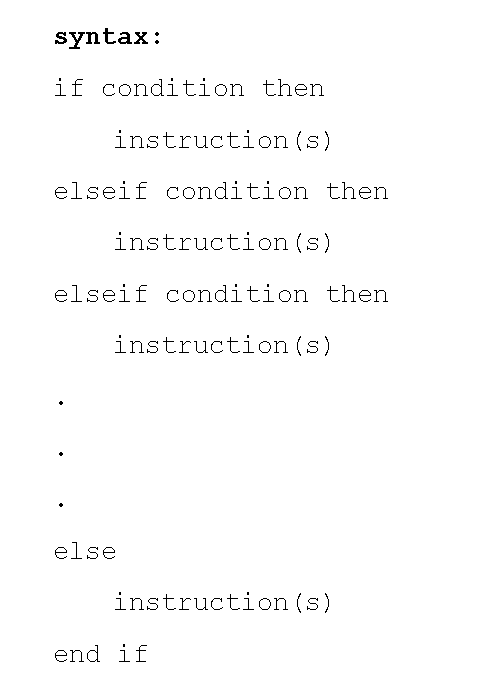 syntax:
if condition then
instruction(s)
elseif condition then
instruction(s)
elseif condition then
instruction(s)
.
.
.
else
instruction(s)
end if